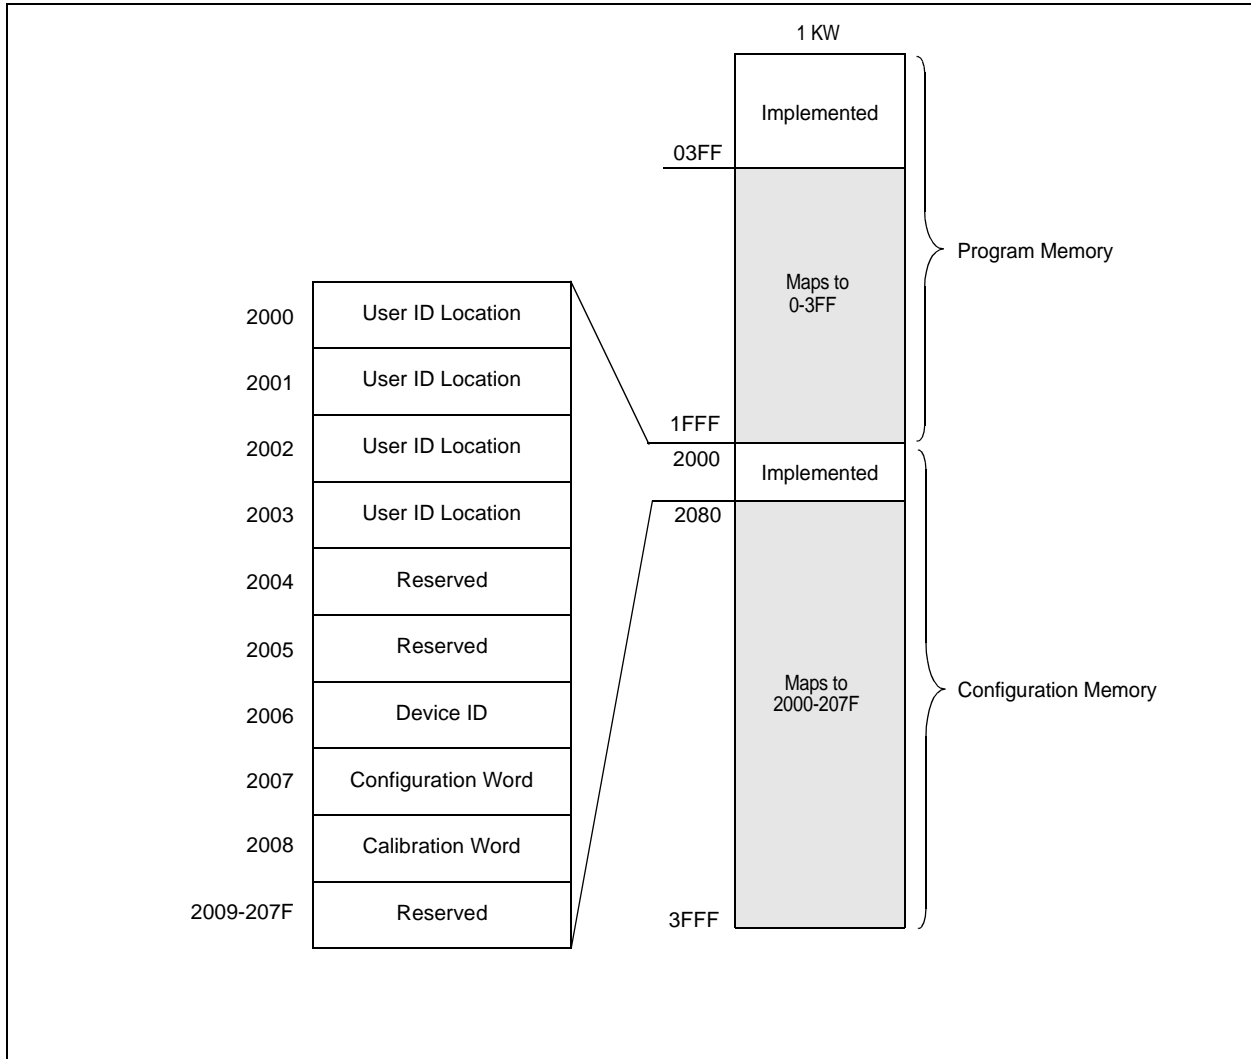 1 KW
Implemented
03FF
Maps to
0-3FF
Program Memory
1FFF
2000
Implemented
2080
Maps to
2000-207F
Configuration Memory
3FFF
2000 User ID Location
2001 User ID Location
2002 User ID Location
2003 User ID Location
2004 Reserved
2005 Reserved
2006 Device ID
2007 Configuration Word
2008 Calibration Word
2009-207F Reserved